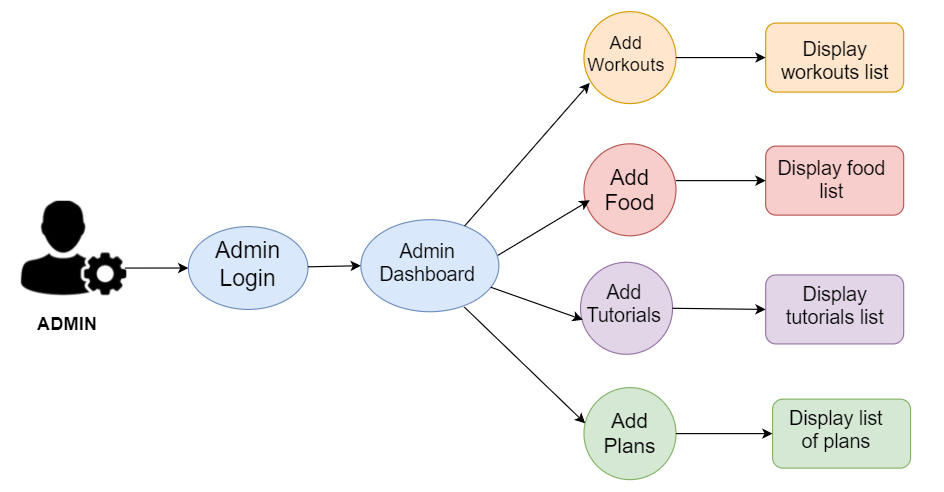 ADMIN
Admin
Login
Admin
Dashboard
Add
Workouts
Display
workouts list
Add
Food
Display food
list
Add
Tutorials
Display
tutorials list
Add
Plans
Display list
of plans